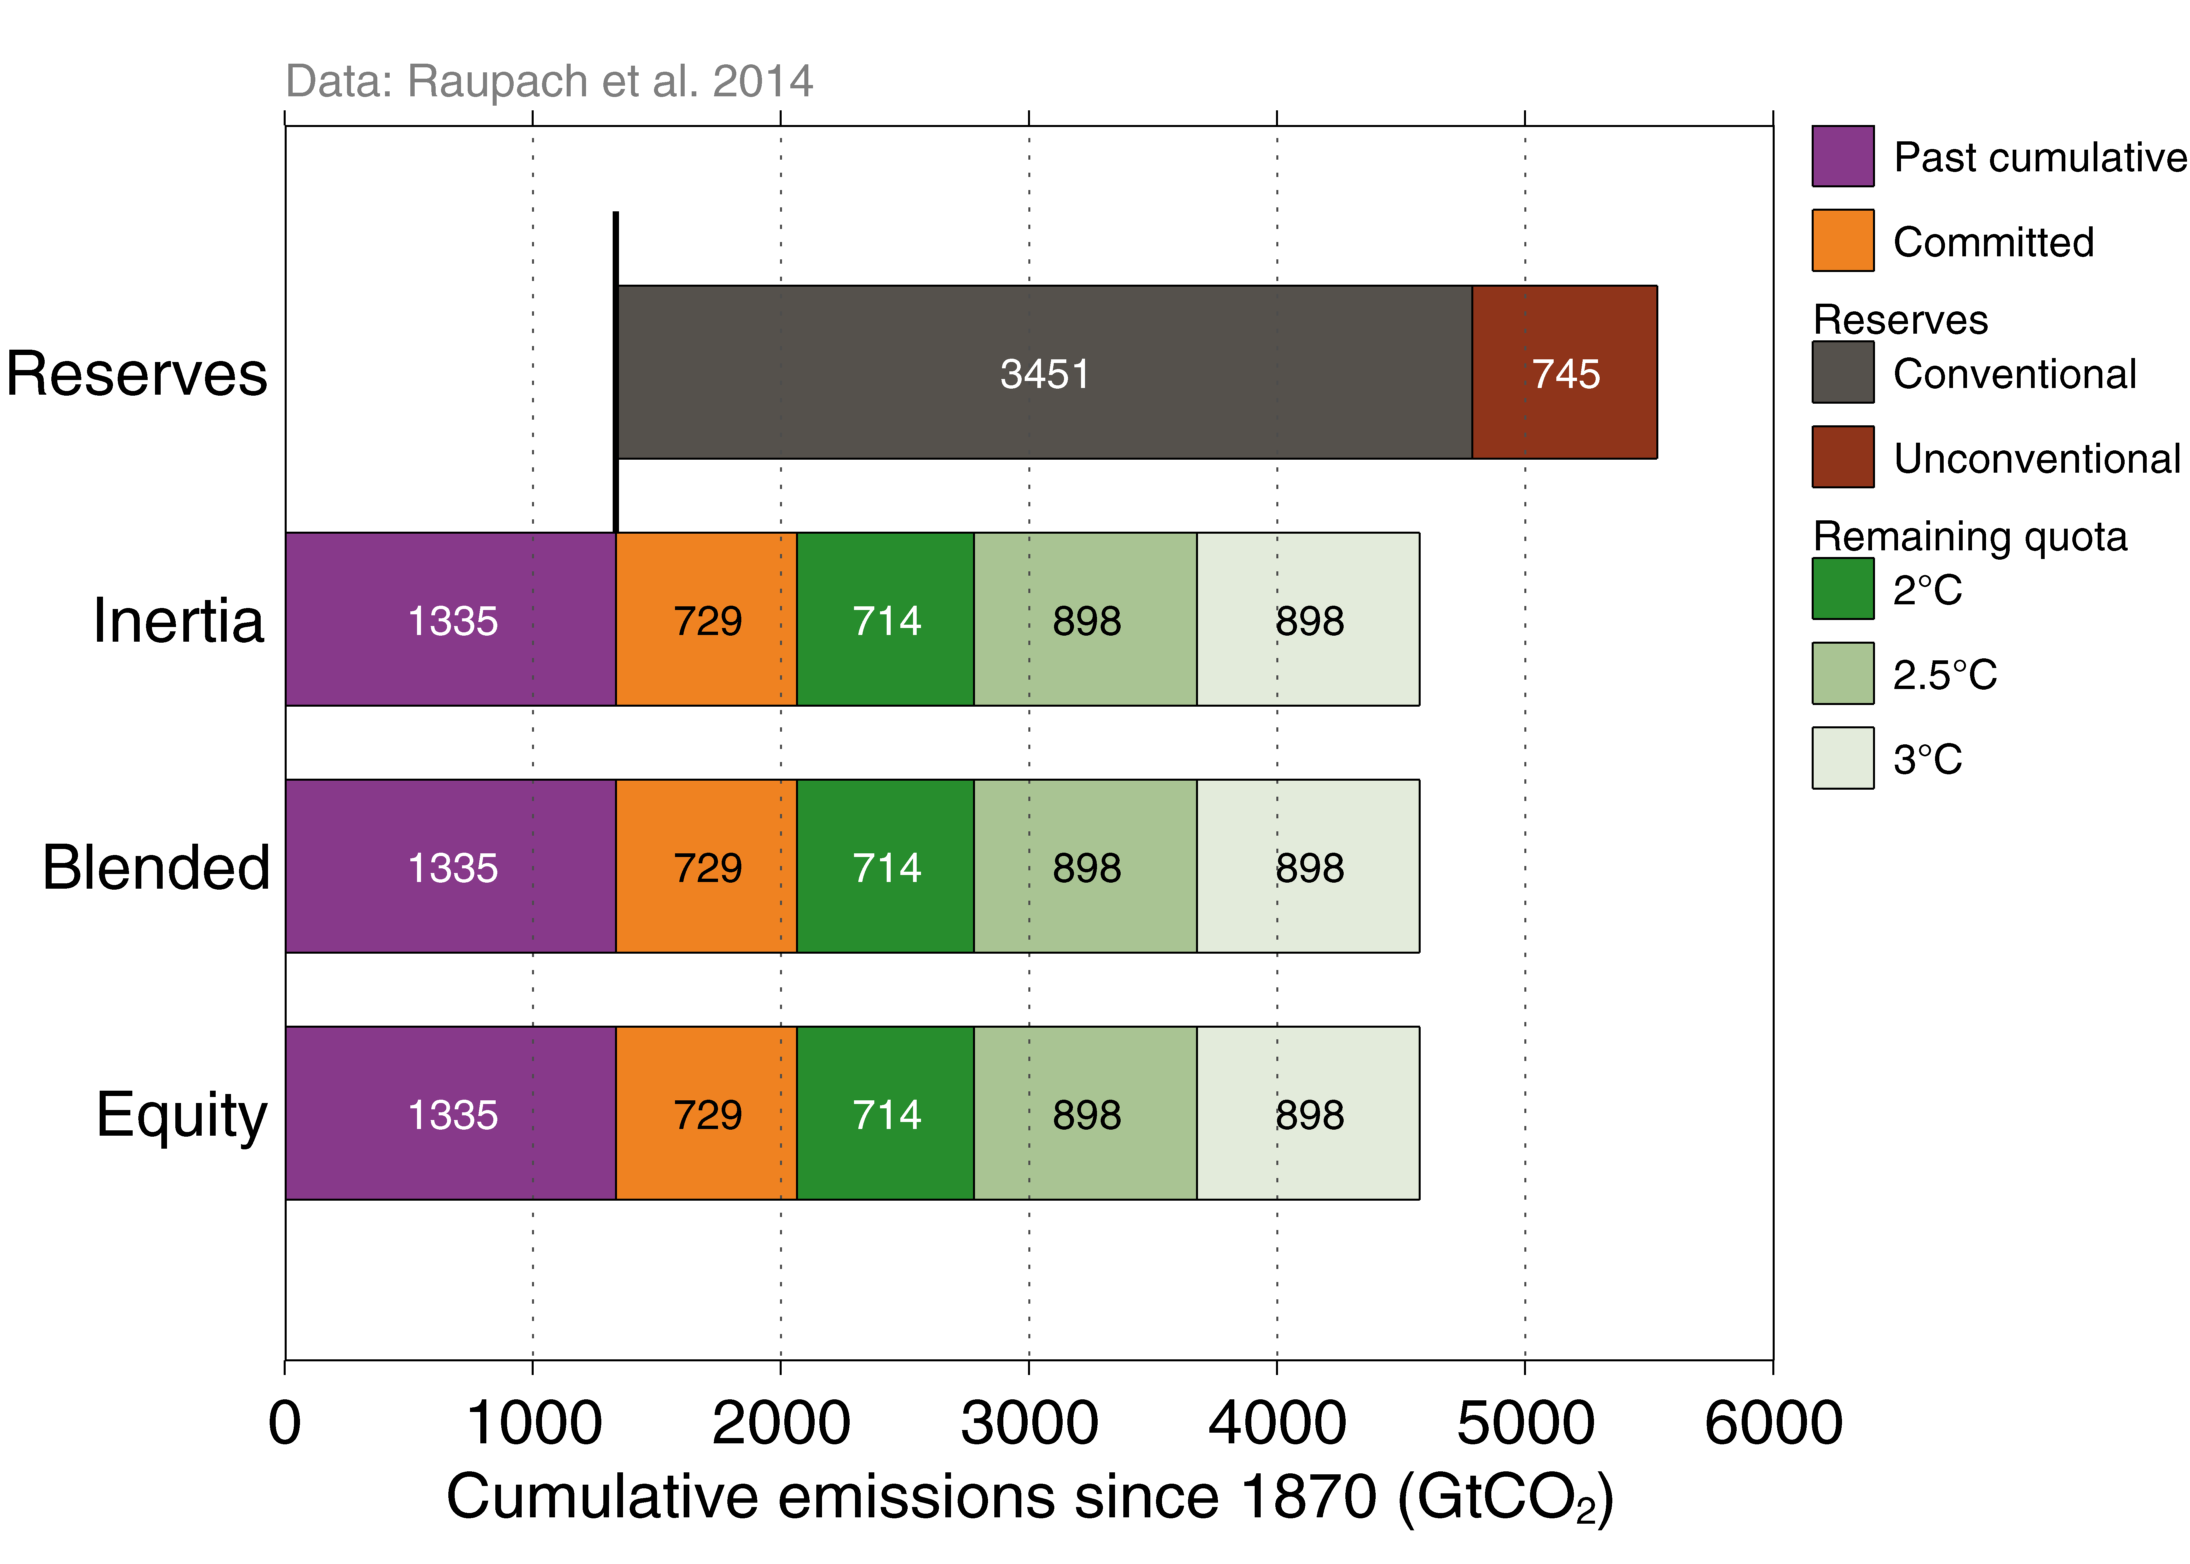 Data: Raupach et al. 2014
Past cumulative
Committed
Reserves
Conventional
Unconventional
Remaining quota
2°C
2.5°C
3°C
Reserves
3451 745
Inertia
1335 729 714 898 898
Blended
1335 729 714 898 898
Equity
1335 729 714 898 898
0 1000 2000 3000 4000 5000 6000
Cumulative emissions since 1870 (GtCO₂)